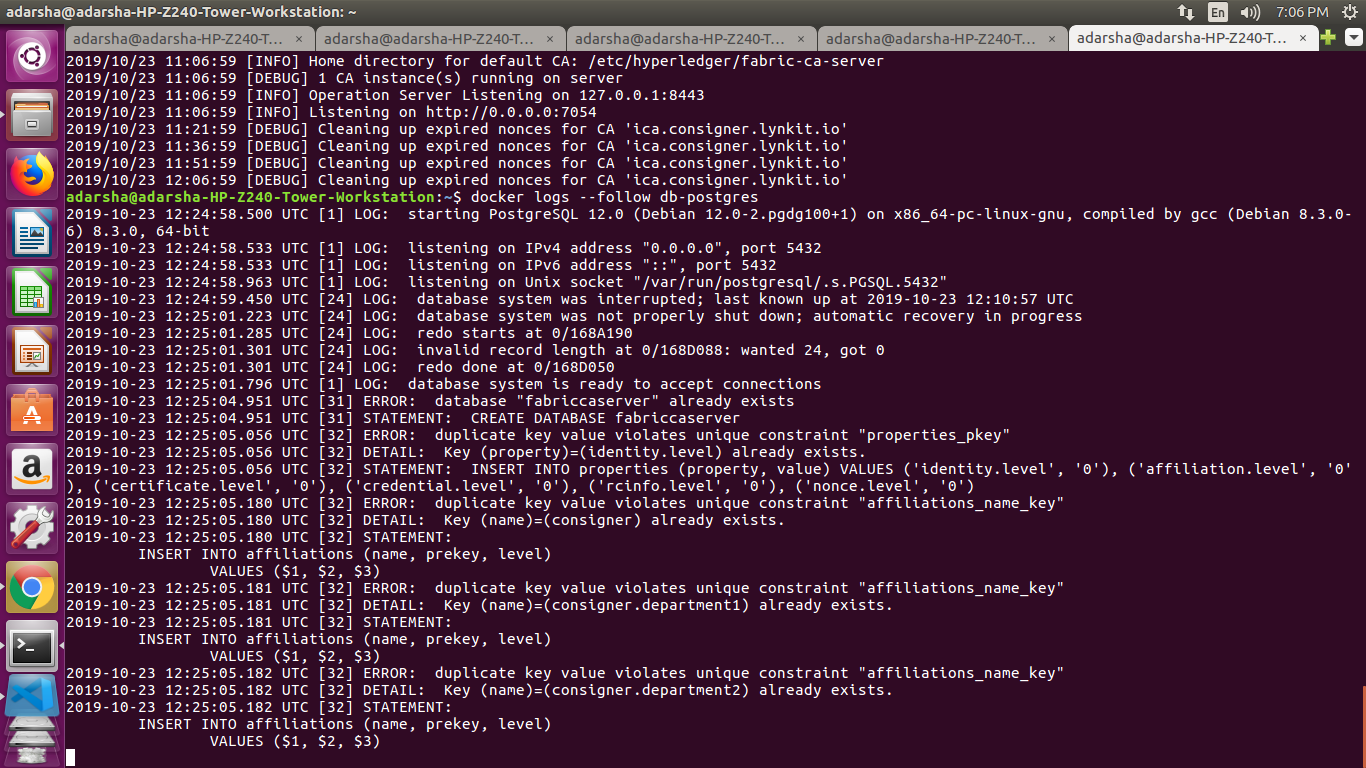 adarsha@adarsha-HP-Z240-Tower-Workstation: ~
En
7:06 PM
adarsha@adarsha-HP-Z240-T... ×
adarsha@adarsha-HP-Z240-T... ×
adarsha@adarsha-HP-Z240-T... ×
adarsha@adarsha-HP-Z240-T... ×
adarsha@adarsha-HP-Z240-T... ×
2019/10/23 11:06:59 [INFO] Home directory for default CA: /etc/hyperledger/fabric-ca-server
2019/10/23 11:06:59 [DEBUG] 1 CA instance(s) running on server
2019/10/23 11:06:59 [INFO] Operation Server Listening on 127.0.0.1:8443
2019/10/23 11:06:59 [INFO] Listening on http://0.0.0.0:7054
2019/10/23 11:21:59 [DEBUG] Cleaning up expired nonces for CA 'ica.consigner.lynkit.io'
2019/10/23 11:36:59 [DEBUG] Cleaning up expired nonces for CA 'ica.consigner.lynkit.io'
2019/10/23 11:51:59 [DEBUG] Cleaning up expired nonces for CA 'ica.consigner.lynkit.io'
2019/10/23 12:06:59 [DEBUG] Cleaning up expired nonces for CA 'ica.consigner.lynkit.io'
adarsha@adarsha-HP-Z240-Tower-Workstation:~$ docker logs --follow db-postgres
2019-10-23 12:24:58.500 UTC [1] LOG:  starting PostgreSQL 12.0 (Debian 12.0-2.pgdg100+1) on x86_64-pc-linux-gnu, compiled by gcc (Debian 8.3.0-
6) 8.3.0, 64-bit
2019-10-23 12:24:58.533 UTC [1] LOG:  listening on IPv4 address "0.0.0.0", port 5432
2019-10-23 12:24:58.533 UTC [1] LOG:  listening on IPv6 address "::", port 5432
2019-10-23 12:24:58.963 UTC [1] LOG:  listening on Unix socket "/var/run/postgresql/.s.PGSQL.5432"
2019-10-23 12:24:59.450 UTC [24] LOG:  database system was interrupted; last known up at 2019-10-23 12:10:57 UTC
2019-10-23 12:25:01.223 UTC [24] LOG:  database system was not properly shut down; automatic recovery in progress
2019-10-23 12:25:01.285 UTC [24] LOG:  redo starts at 0/168A190
2019-10-23 12:25:01.301 UTC [24] LOG:  invalid record length at 0/168D088: wanted 24, got 0
2019-10-23 12:25:01.301 UTC [24] LOG:  redo done at 0/168D050
2019-10-23 12:25:01.796 UTC [1] LOG:  database system is ready to accept connections
2019-10-23 12:25:04.951 UTC [31] ERROR:  database "fabriccaserver" already exists
2019-10-23 12:25:04.951 UTC [31] STATEMENT:  CREATE DATABASE fabriccaserver
2019-10-23 12:25:05.056 UTC [32] ERROR:  duplicate key value violates unique constraint "properties_pkey"
2019-10-23 12:25:05.056 UTC [32] DETAIL:  Key (property)=(identity.level) already exists.
2019-10-23 12:25:05.056 UTC [32] STATEMENT:  INSERT INTO properties (property, value) VALUES ('identity.level', '0'), ('affiliation.level', '0'
), ('certificate.level', '0'), ('credential.level', '0'), ('rcinfo.level', '0'), ('nonce.level', '0')
2019-10-23 12:25:05.180 UTC [32] ERROR:  duplicate key value violates unique constraint "affiliations_name_key"
2019-10-23 12:25:05.180 UTC [32] DETAIL:  Key (name)=(consigner) already exists.
2019-10-23 12:25:05.180 UTC [32] STATEMENT:
INSERT INTO affiliations (name, prekey, level)
VALUES ($1, $2, $3)
2019-10-23 12:25:05.181 UTC [32] ERROR:  duplicate key value violates unique constraint "affiliations_name_key"
2019-10-23 12:25:05.181 UTC [32] DETAIL:  Key (name)=(consigner.department1) already exists.
2019-10-23 12:25:05.181 UTC [32] STATEMENT:
INSERT INTO affiliations (name, prekey, level)
VALUES ($1, $2, $3)
2019-10-23 12:25:05.182 UTC [32] ERROR:  duplicate key value violates unique constraint "affiliations_name_key"
2019-10-23 12:25:05.182 UTC [32] DETAIL:  Key (name)=(consigner.department2) already exists.
2019-10-23 12:25:05.182 UTC [32] STATEMENT:
INSERT INTO affiliations (name, prekey, level)
VALUES ($1, $2, $3)